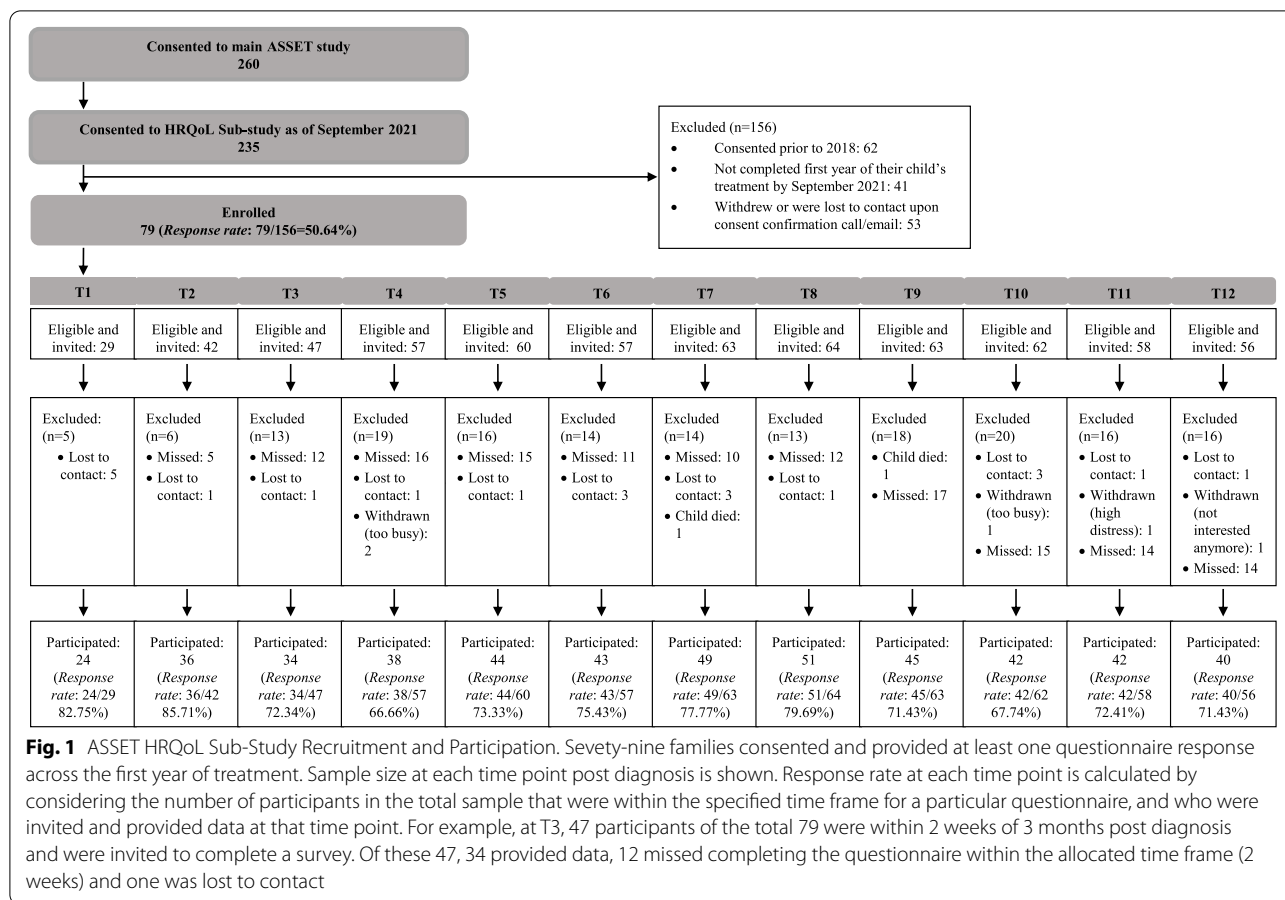 Consented to main ASSET study
260
Consented to HRQoL Sub-study as of September 2021
235
Excluded (n=156)
• Consented prior to 2018: 62
• Not completed first year of their child's
treatment by September 2021: 41
• Withdrew or were lost to contact upon
consent confirmation call/email: 53
Enrolled
79 (Response rate: 79/156=50.64%)
T1 T2 T3 T4 T5 T6 T7 T8 T9 T10 T11 T12
Eligible and
invited: 29
Eligible and
invited: 42
Eligible and
invited: 47
Eligible and
invited: 57
Eligible and
invited: 60
Eligible and
invited: 57
Eligible and
invited: 63
Eligible and
invited: 64
Eligible and
invited: 63
Eligible and
invited: 62
Eligible and
invited: 58
Eligible and
invited: 56
Excluded:
(n=5)
• Lost to
contact: 5
Excluded
(n=6)
• Missed: 5
• Lost to
contact: 1
Excluded
(n=13)
• Missed: 12
• Lost to
contact: 1
Excluded
(n=19)
• Missed: 16
• Lost to
contact: 1
• Withdrawn
(too busy):
2
Excluded
(n=16)
• Missed: 15
• Lost to
contact: 1
Excluded
(n=14)
• Missed: 11
• Lost to
contact: 3
Excluded
(n=14)
• Missed: 10
• Lost to
contact: 3
• Child died:
1
Excluded
(n=13)
• Missed: 12
• Lost to
contact: 1
Excluded
(n=18)
• Child died:
1
• Missed: 17
Excluded
(n=20)
• Lost to
contact: 3
• Withdrawn
(too busy):
1
• Missed: 15
Excluded
(n=16)
• Lost to
contact: 1
• Withdrawn
(high
distress): 1
• Missed: 14
Excluded
(n=16)
• Lost to
contact: 1
• Withdrawn
(not
interested
anymore): 1
• Missed: 14
Participated:
24
(Response
rate: 24/29
82.75%)
Participated:
36
(Response
rate: 36/42
85.71%)
Participated:
34
(Response
rate: 34/47
72.34%)
Participated:
38
(Response
rate: 38/57
66.66%)
Participated:
44
(Response
rate: 44/60
73.33%)
Participated:
43
(Response
rate: 43/57
75.43%)
Participated:
49
(Response
rate: 49/63
77.77%)
Participated:
51
(Response
rate: 51/64
79.69%)
Participated:
45
(Response
rate: 45/63
71.43%)
Participated:
42
(Response
rate: 42/62
67.74%)
Participated:
42
(Response
rate: 42/58
72.41%)
Participated:
40
(Response
rate: 40/56
71.43%)
Fig. 1 ASSET HRQoL Sub-Study Recruitment and Participation. Sevety-nine families consented and provided at least one questionnaire response
across the first year of treatment. Sample size at each time point post diagnosis is shown. Response rate at each time point is calculated by
considering the number of participants in the total sample that were within the specified time frame for a particular questionnaire, and who were
invited and provided data at that time point. For example, at T3, 47 participants of the total 79 were within 2 weeks of 3 months post diagnosis
and were invited to complete a survey. Of these 47, 34 provided data, 12 missed completing the questionnaire within the allocated time frame (2
weeks) and one was lost to contact